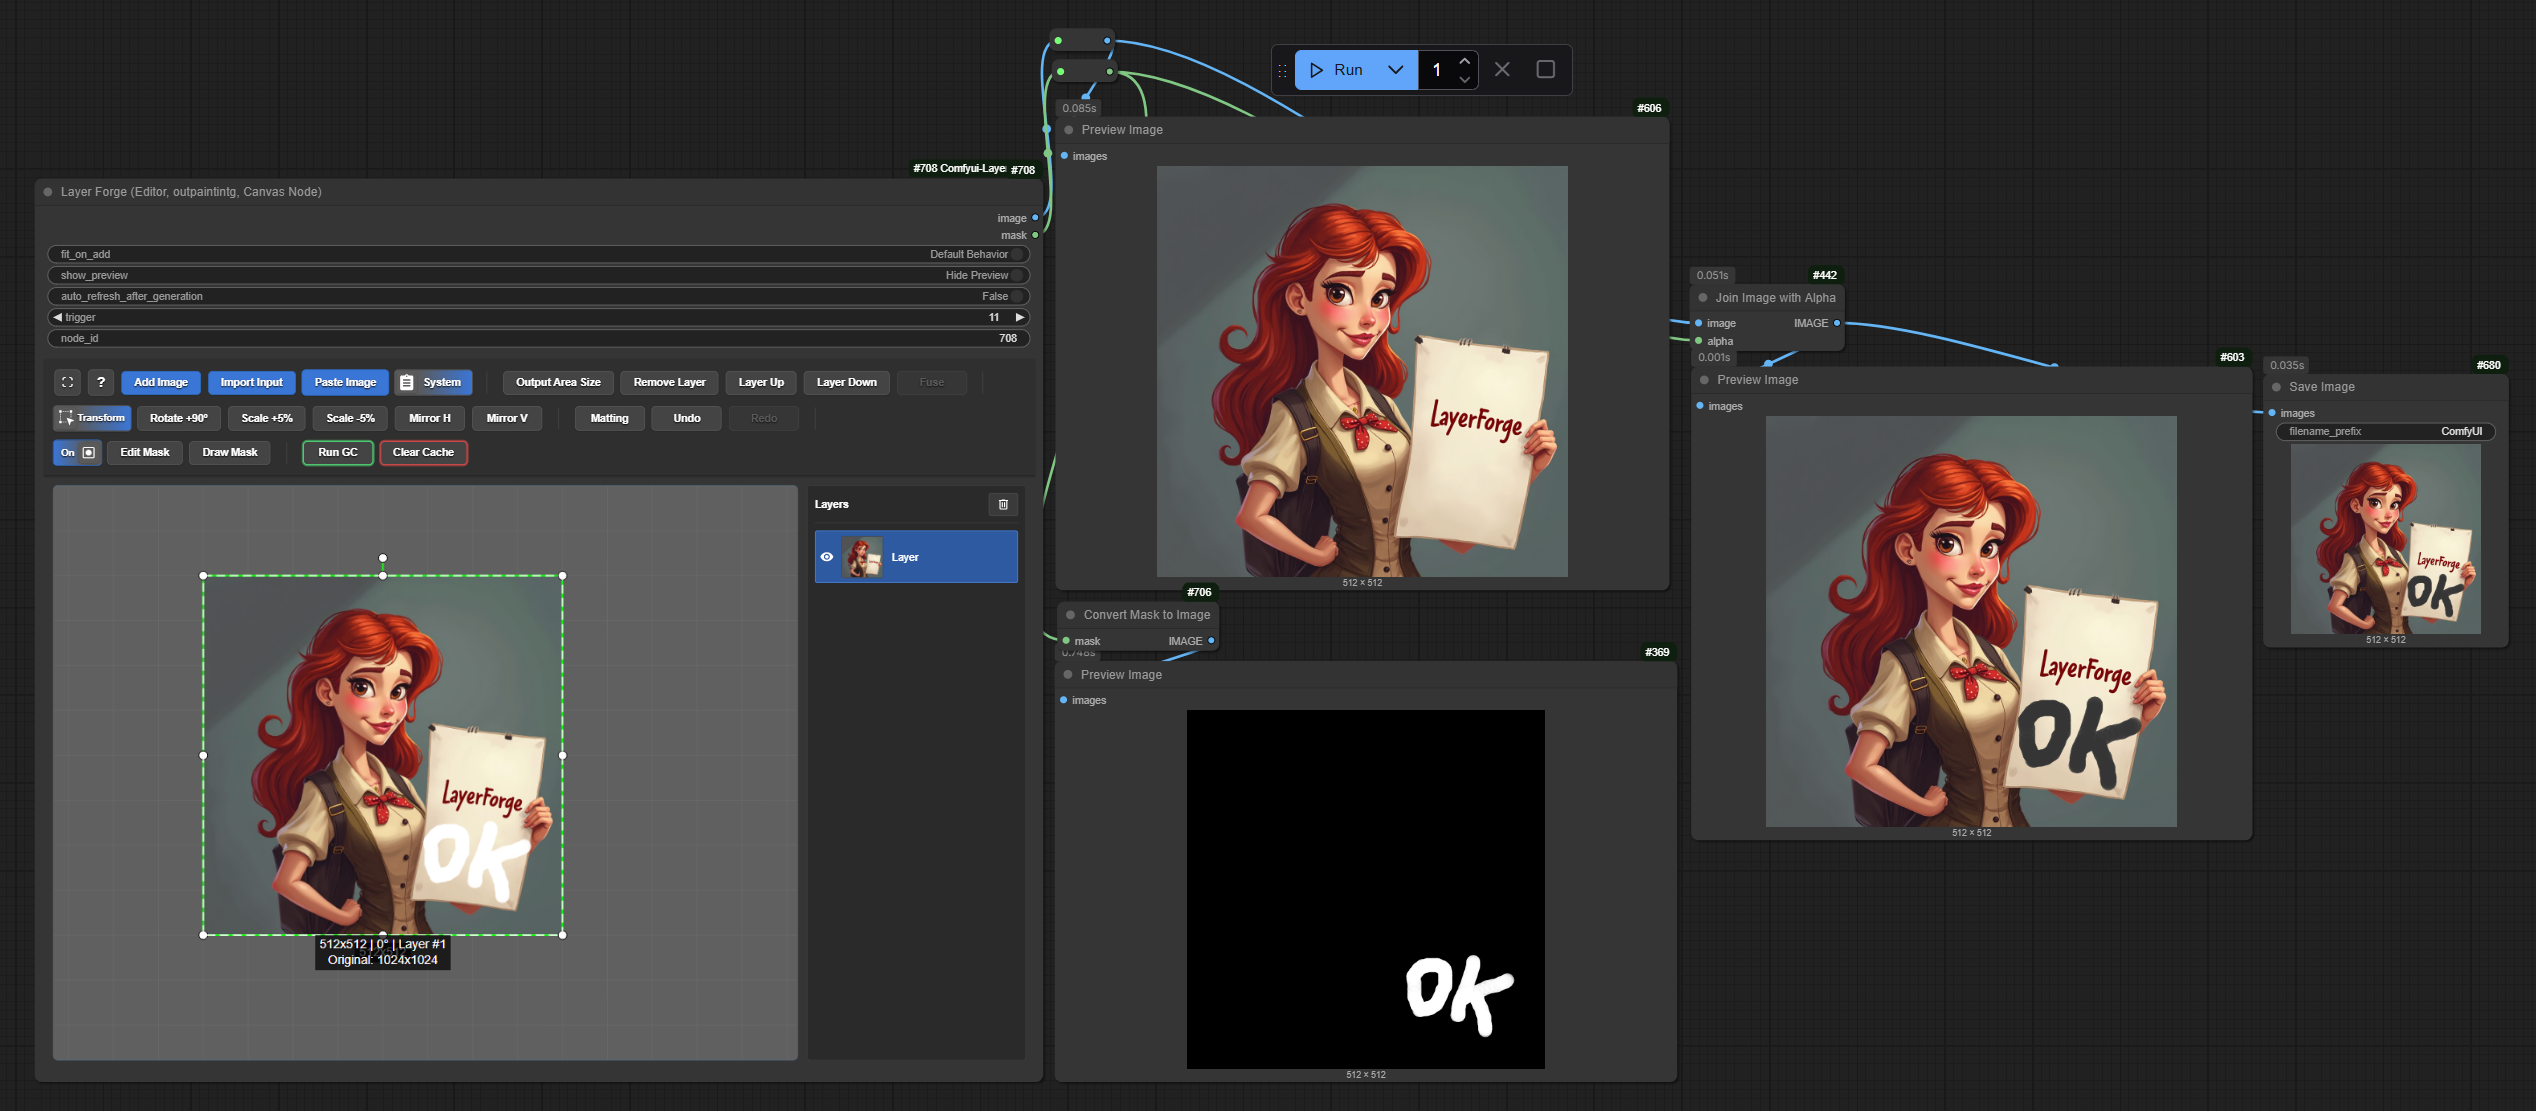 Run
1
0.085s
#606
Preview Image
images
LayerForge
512 × 512
#708 Comfyui-Laye
#708
Layer Forge (Editor, outpaintintg, Canvas Node)
image
mask
fit_on_add Default Behavior
show_preview Hide Preview
auto_refresh_after_generation False
trigger 11
node_id 708
? Add Image Import Input Paste Image System Output Area Size Remove Layer Layer Up Layer Down Fuse
Transform Rotate +90° Scale +5% Scale -5% Mirror H Mirror V Matting Undo Redo
On Edit Mask Draw Mask Run GC Clear Cache
Layers
Layer
LayerForge
OK
512x512 | 0° | Layer #1
Original: 1024x1024
#706
Convert Mask to Image
mask IMAGE
0.748s
#369
Preview Image
images
OK
512 × 512
0.051s
#442
Join Image with Alpha
image IMAGE
alpha
0.001s
#603
Preview Image
images
LayerForge
OK
512 × 512
0.035s
#680
Save Image
images
filename_prefix ComfyUI
LayerForge
OK
512 × 512